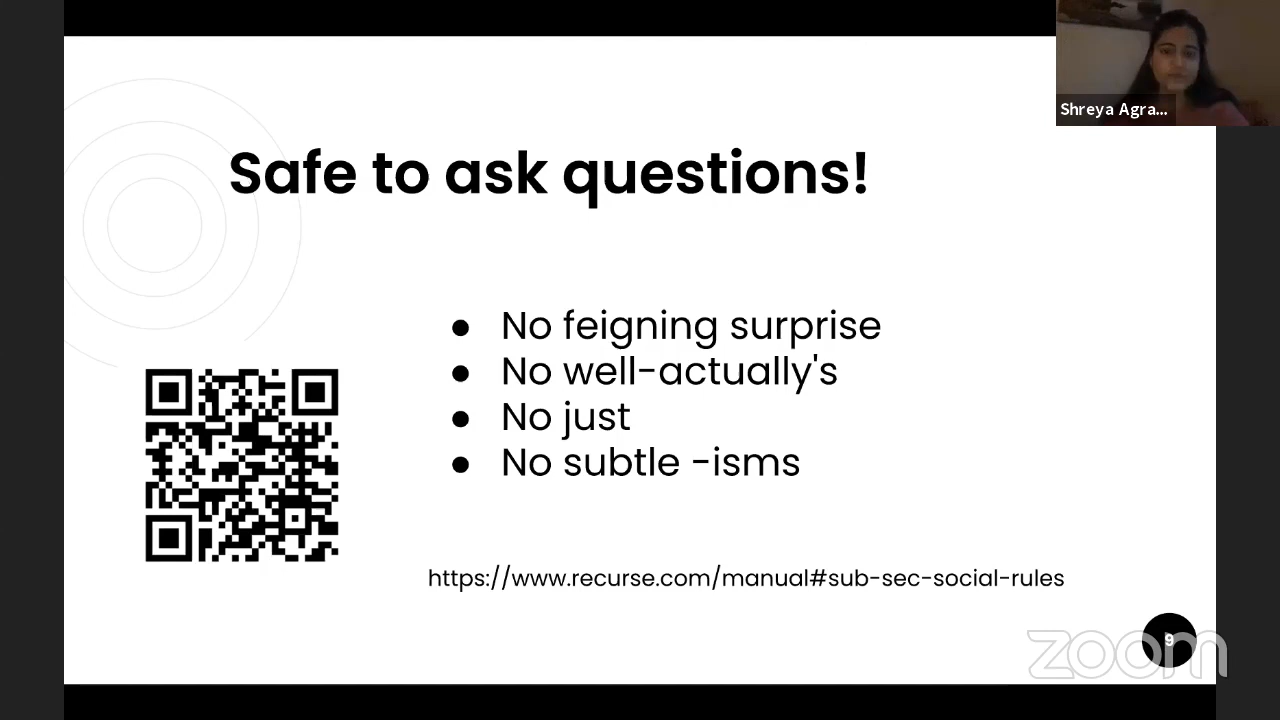 Shreya Agra...
Safe to ask questions!
● No feigning surprise
● No well-actually's
● No just
● No subtle -isms
https://www.recurse.com/manual#sub-sec-social-rules
9
zoom